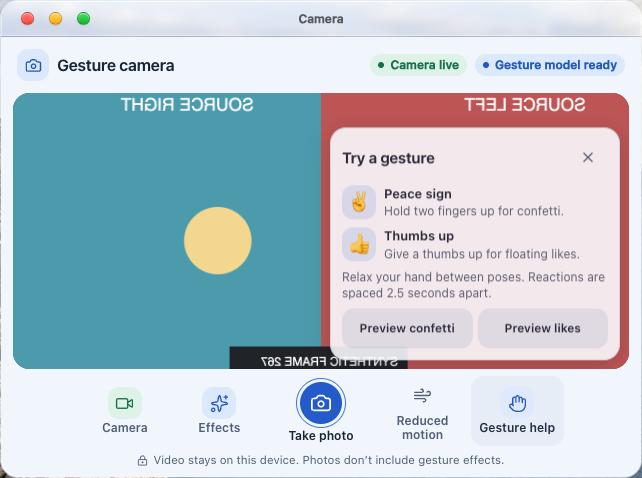 Camera
Gesture camera
Camera live
Gesture model ready
SOURCE RIGHT
SOURCE LEFT
Try a gesture
Peace sign
Hold two fingers up for confetti.
Thumbs up
Give a thumbs up for floating likes.
Relax your hand between poses. Reactions are
spaced 2.5 seconds apart.
Preview confetti
Preview likes
SYNTHETIC FRAME 267
Camera
Effects
Take photo
Reduced
motion
Gesture help
Video stays on this device. Photos don’t include gesture effects.